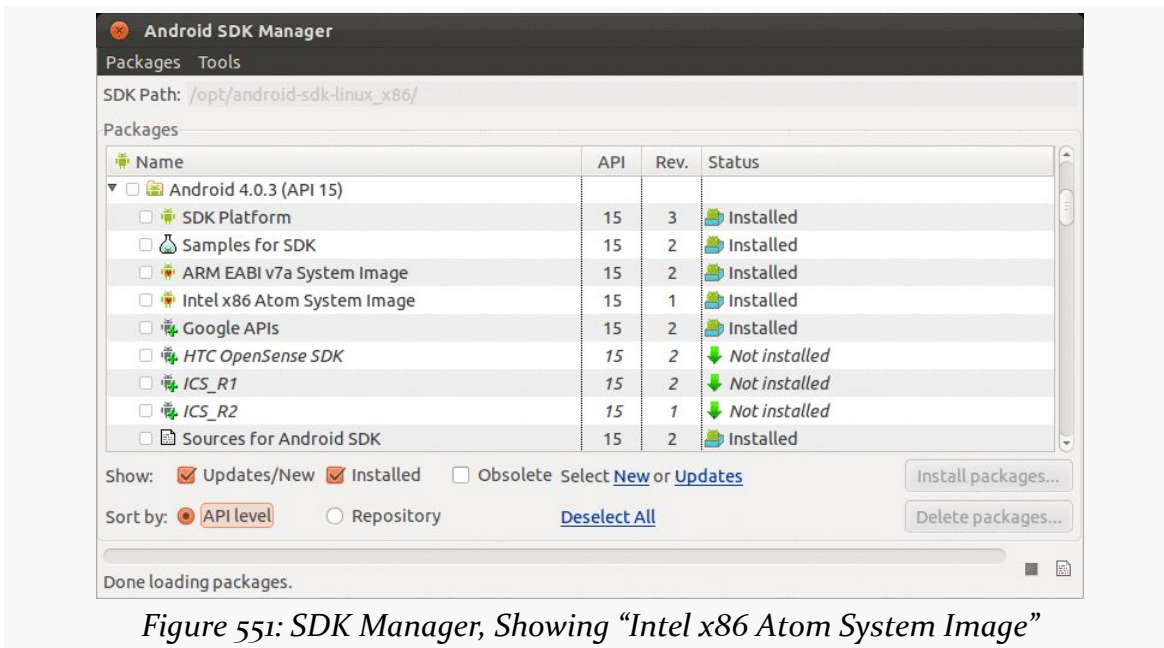 Android SDK Manager
Packages Tools
SDK Path: /opt/android-sdk-linux_x86/
Packages
Name API Rev. Status
Android 4.0.3 (API 15)
SDK Platform 15 3 Installed
Samples for SDK 15 2 Installed
ARM EABI v7a System Image 15 2 Installed
Intel x86 Atom System Image 15 1 Installed
Google APIs 15 2 Installed
HTC OpenSense SDK 15 2 Not installed
ICS_R1 15 2 Not installed
ICS_R2 15 1 Not installed
Sources for Android SDK 15 2 Installed
Show: Updates/New Installed Obsolete Select New or Updates Install packages...
Sort by: API level Repository Deselect All Delete packages...
Done loading packages.
Figure 551: SDK Manager, Showing “Intel x86 Atom System Image”